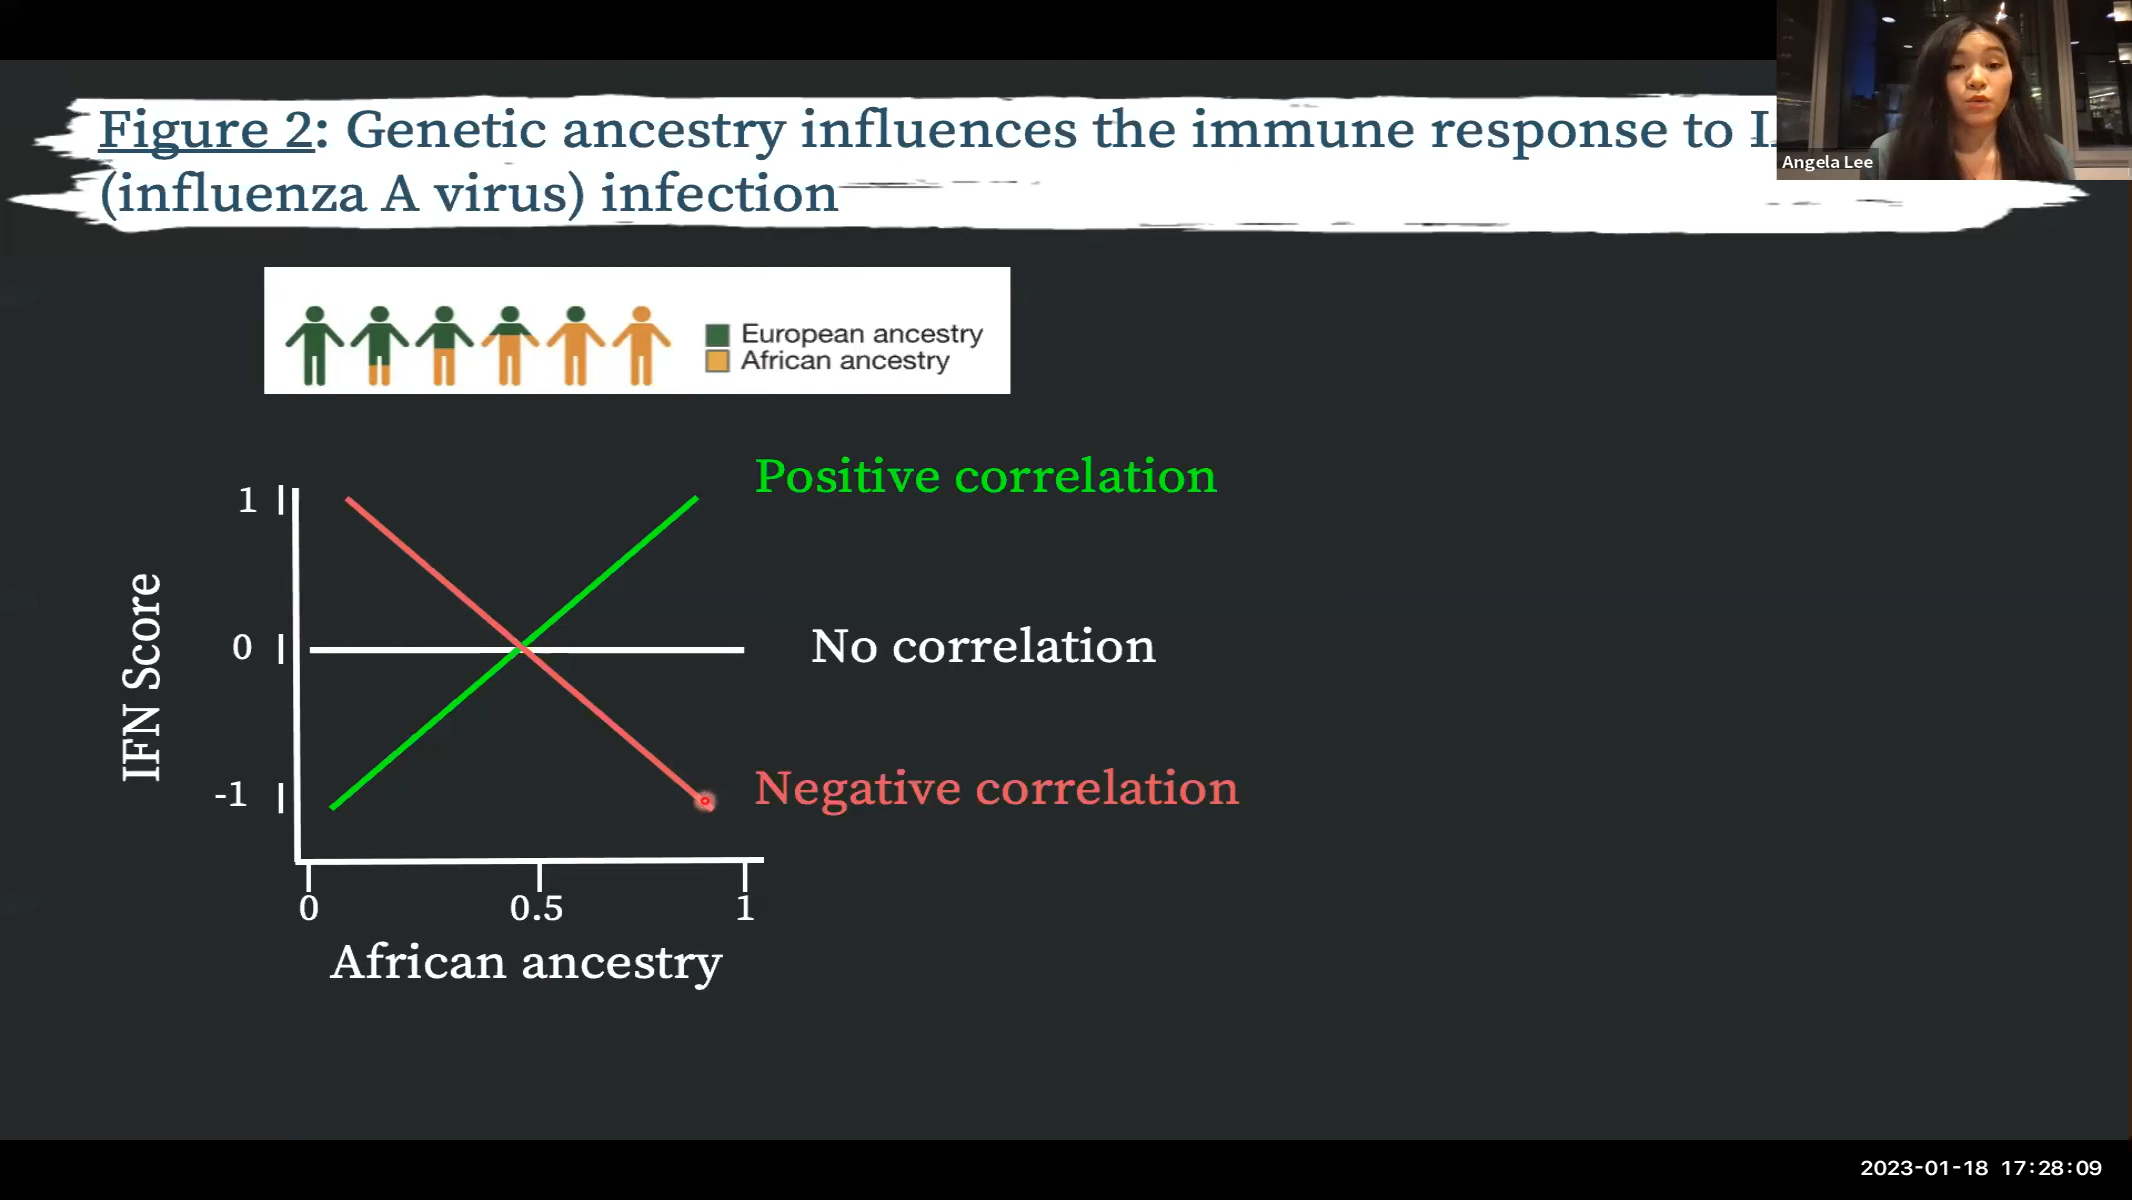 Figure 2: Genetic ancestry influences the immune response to
(influenza A virus) infection
Angela Lee
European ancestry
African ancestry
Positive correlation
No correlation
Negative correlation
IFN Score
1
0
-1
0
0.5
1
African ancestry
2023-01-18 17:28:09